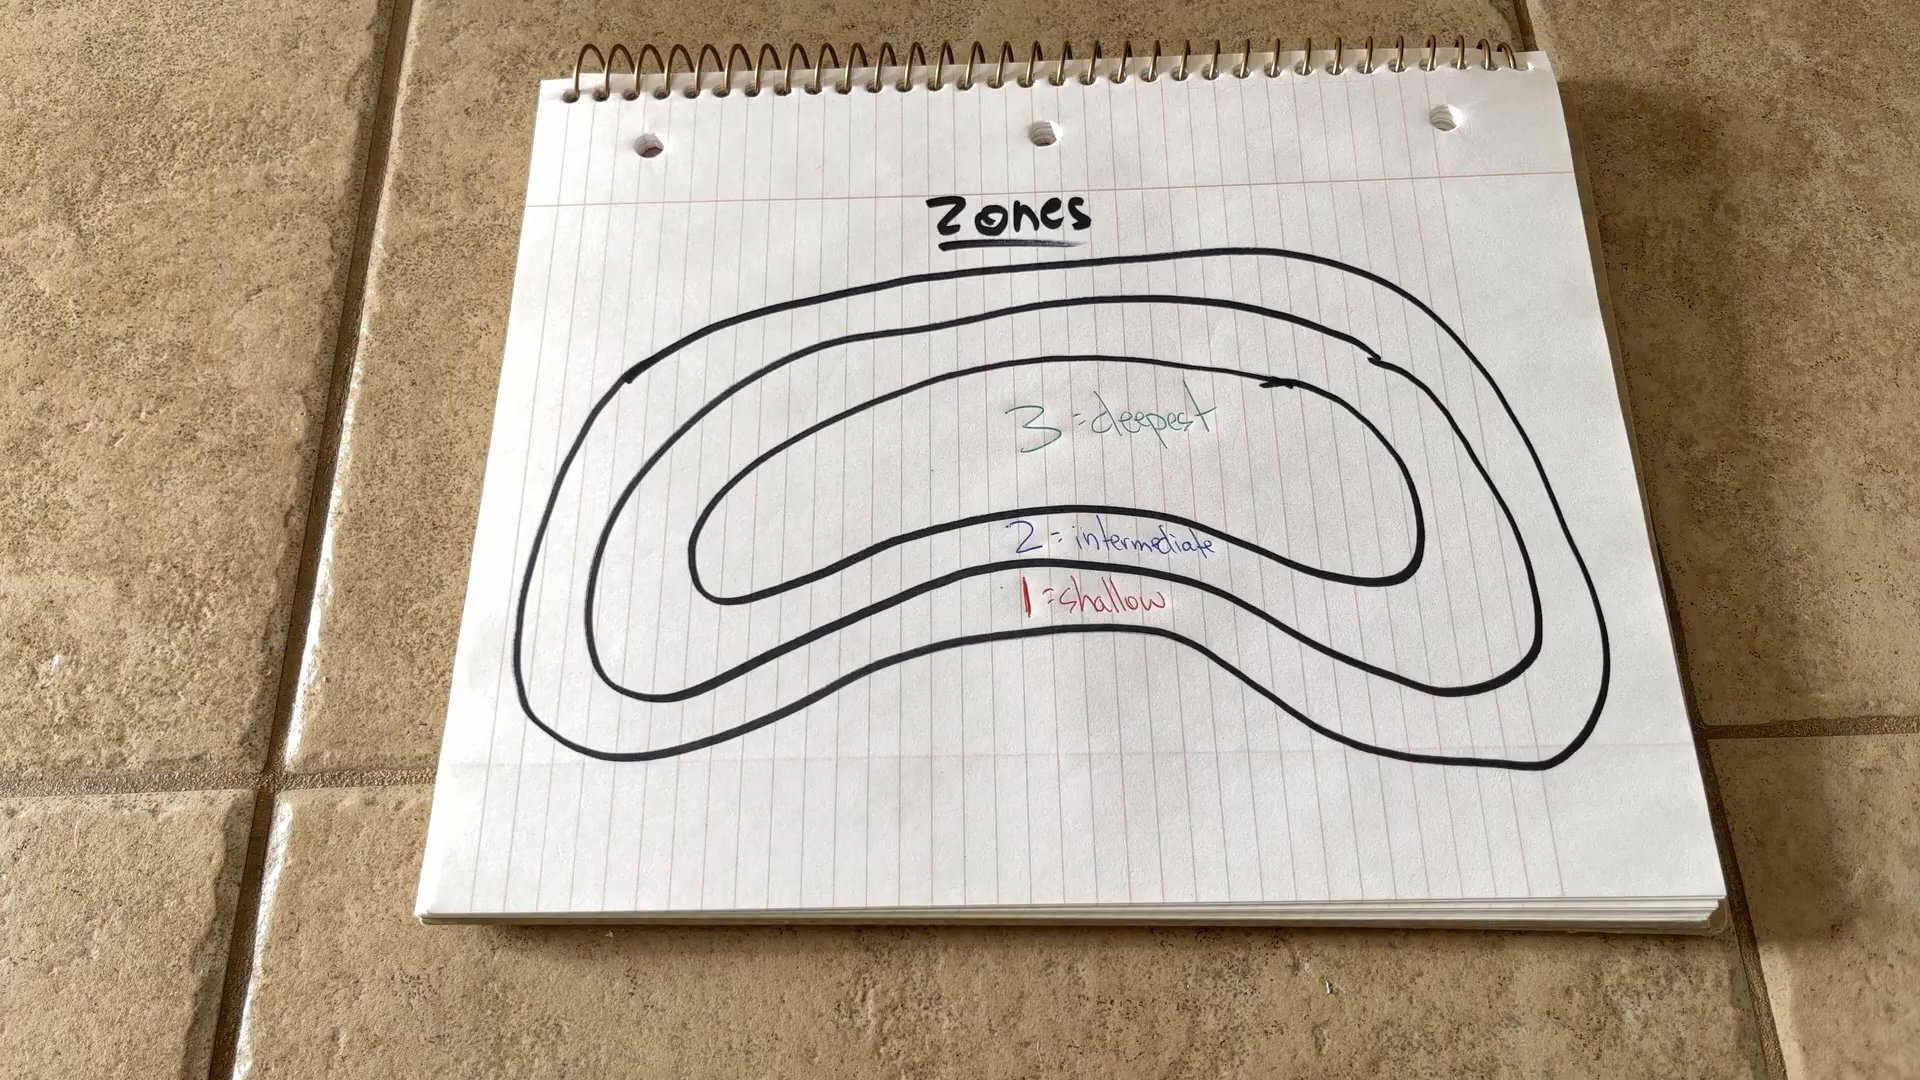 Zones
3 = deepest
2 = intermediate
1 = shallow